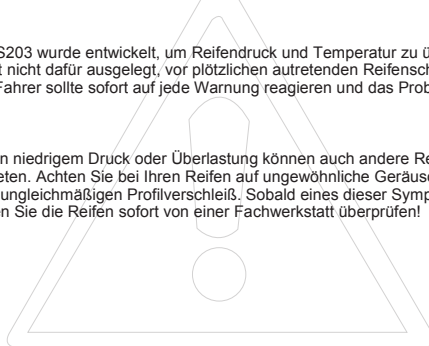 S203 wurde entwickelt, um Reifendruck und Temperatur zu ü
t nicht dafür ausgelegt, vor plötzlichen autretenden Reifensch
Fahrer sollte sofort auf jede Warnung reagieren und das Prob
n niedrigem Druck oder Überlastung können auch andere Re
eten. Achten Sie bei Ihren Reifen auf ungewöhnliche Geräus
ungleichmäßigen Profilverschleiß. Sobald eines dieser Symp
n Sie die Reifen sofort von einer Fachwerkstatt überprüfen!